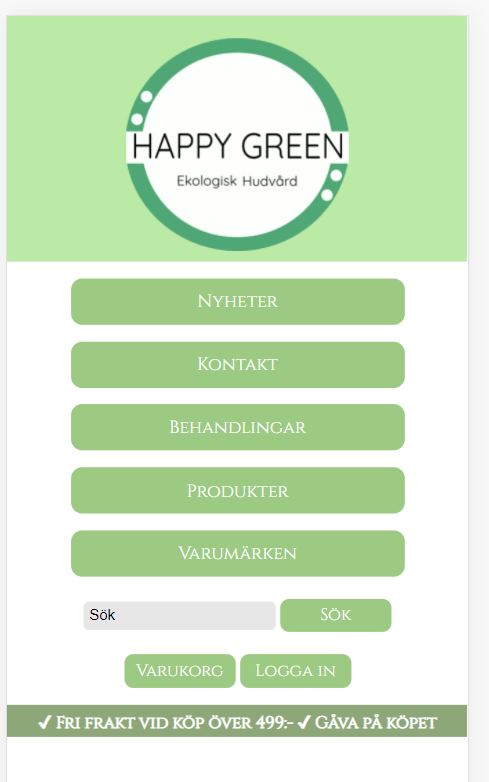 HAPPY GREEN
Ekologisk Hudvård
Nyheter
Kontakt
Behandlingar
Produkter
Varumärken
Sök Sök
Varukorg Logga in
✔ Fri frakt vid köp över 499:- ✔ Gåva på köpet